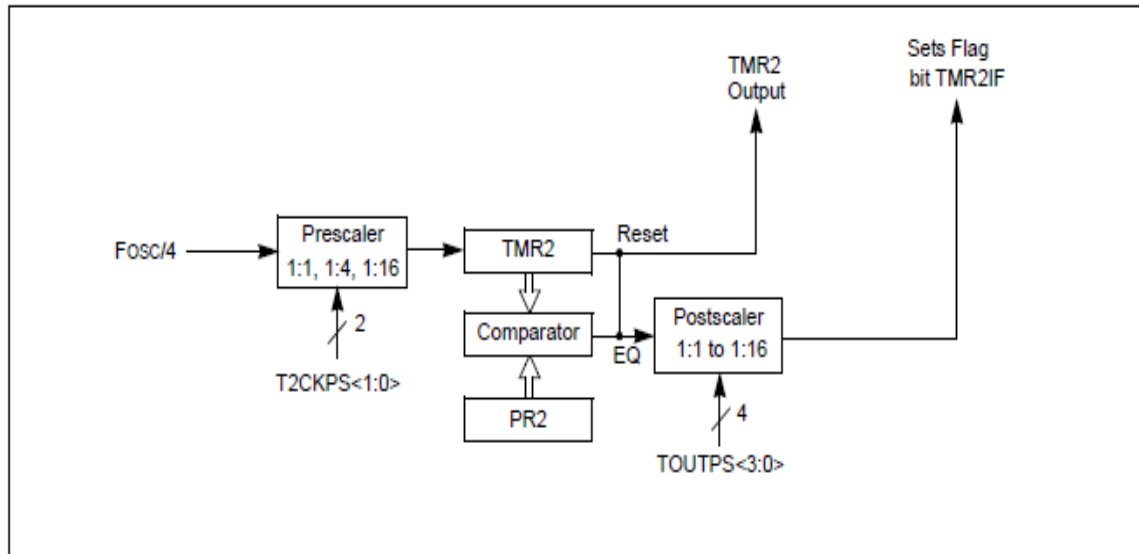 Sets Flag
bit TMR2IF
TMR2
Output
Prescaler
1:1, 1:4, 1:16
FOSC/4
TMR2
Reset
Comparator
EQ
Postscaler
1:1 to 1:16
2
T2CKPS<1:0>
PR2
4
TOUTPS<3:0>